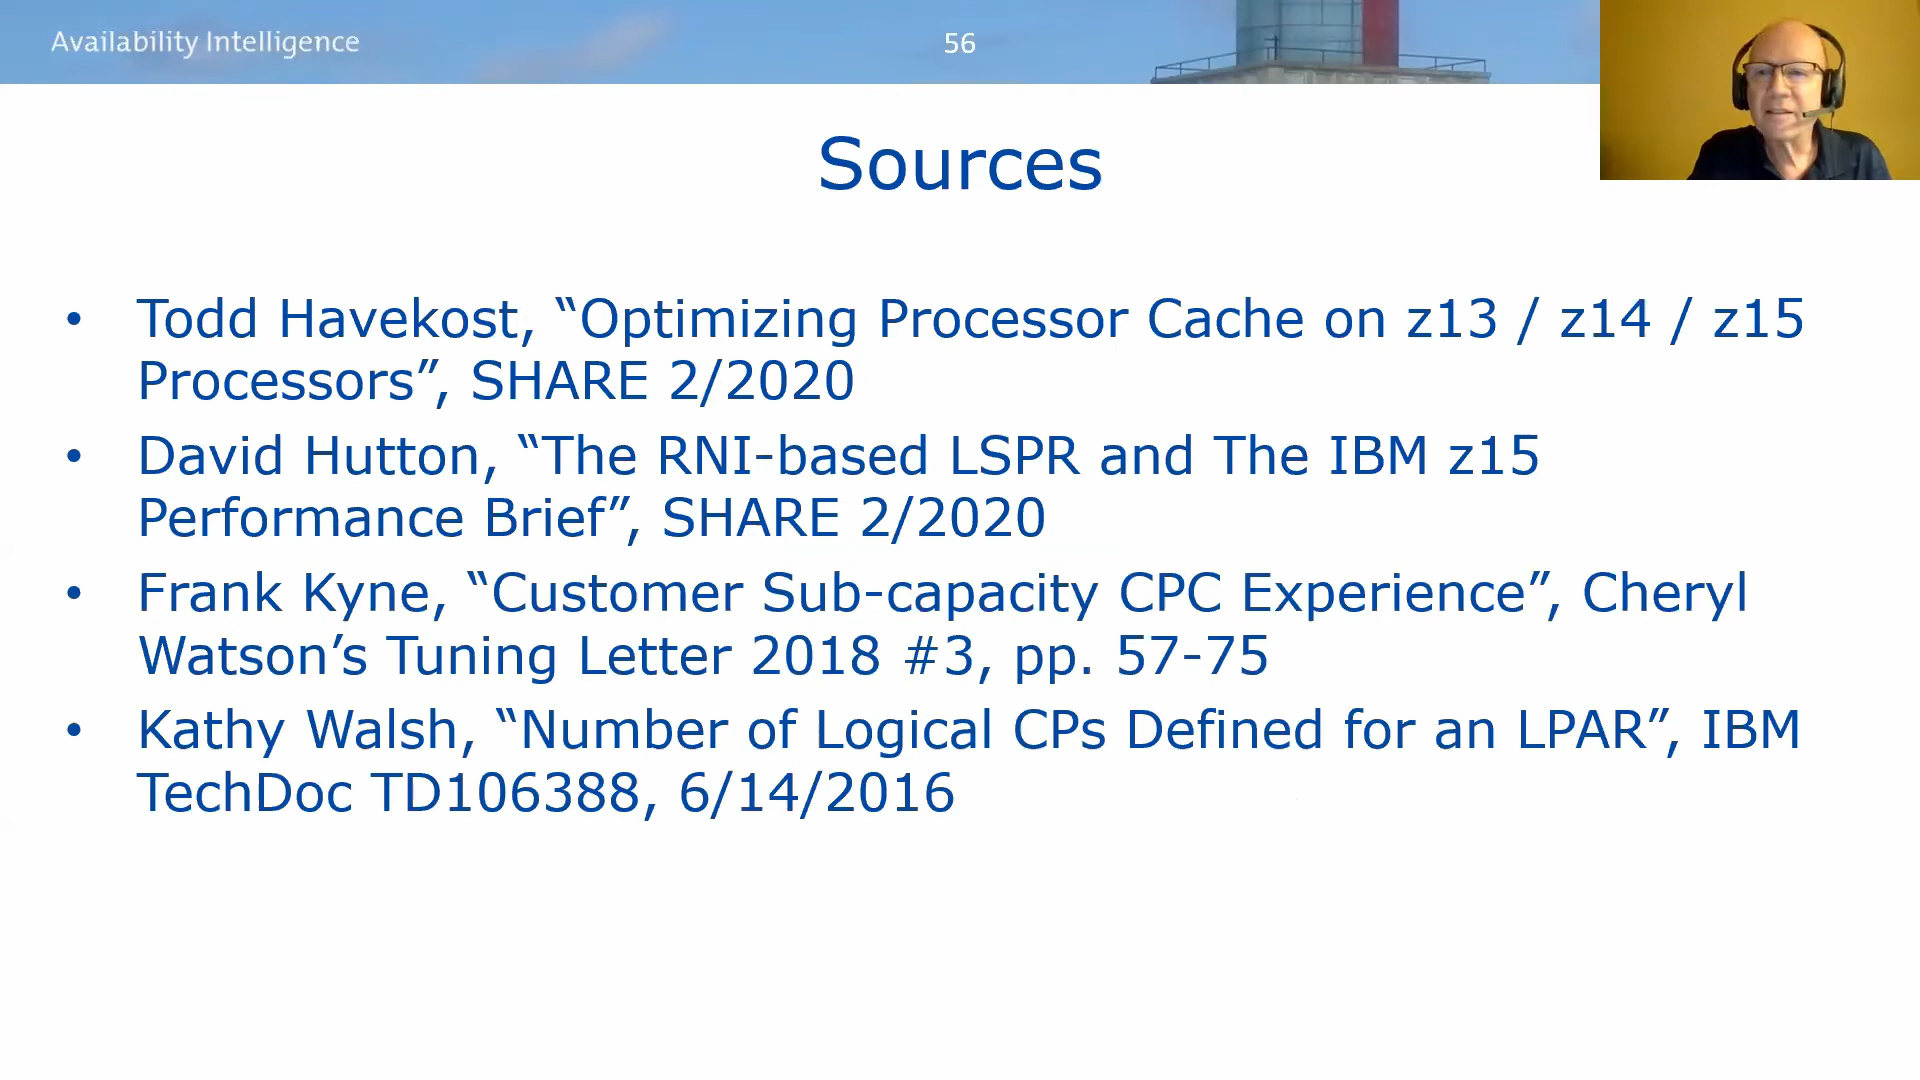 Availability Intelligence
56
Sources
• Todd Havekost, “Optimizing Processor Cache on z13 / z14 / z15
Processors”, SHARE 2/2020
• David Hutton, “The RNI-based LSPR and The IBM z15
Performance Brief”, SHARE 2/2020
• Frank Kyne, “Customer Sub-capacity CPC Experience”, Cheryl
Watson’s Tuning Letter 2018 #3, pp. 57-75
• Kathy Walsh, “Number of Logical CPs Defined for an LPAR”, IBM
TechDoc TD106388, 6/14/2016